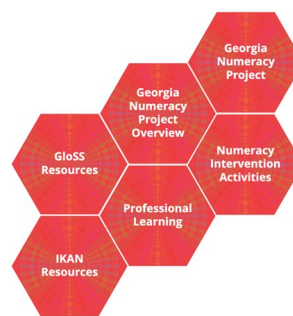 Georgia
Numeracy
Project
Georgia
Numeracy
Project
Overview
Numeracy
Intervention
Activities
GloSS
Resources
Professional
Learning
IKAN
Resources